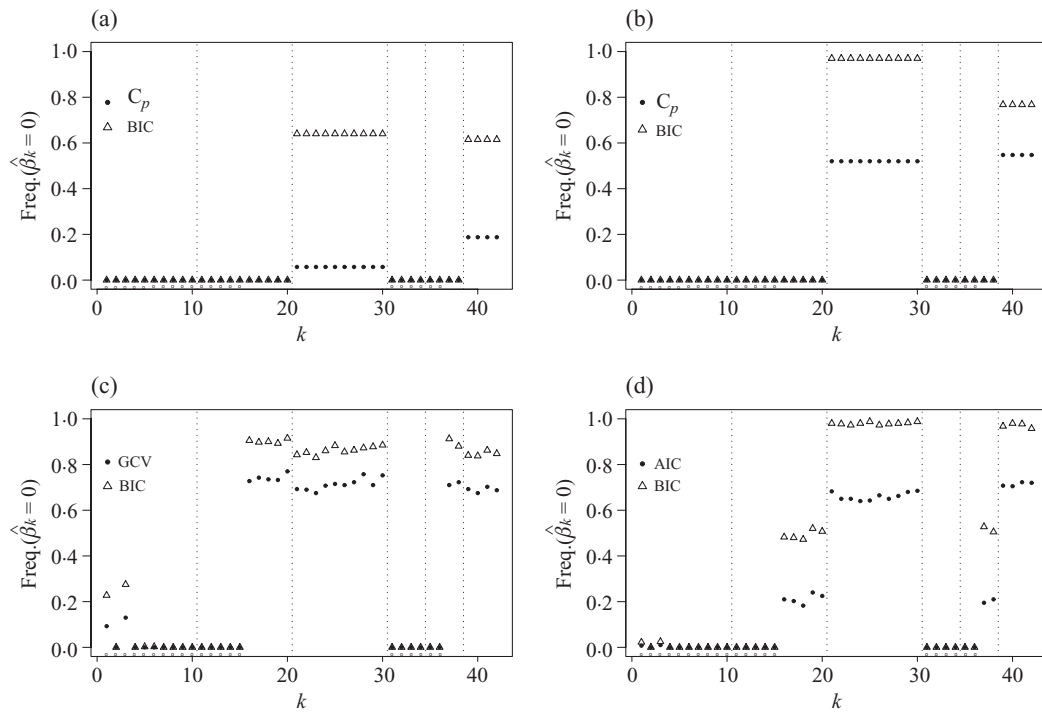 (a)
Freq.(β̂k = 0)
1·0
0·8
0·6
0·4
0·2
0·0
• Cp
△ BIC
0 10 20 30 40
k
(b)
Freq.(β̂k = 0)
1·0
0·8
0·6
0·4
0·2
0·0
• Cp
△ BIC
0 10 20 30 40
k
(c)
Freq.(β̂k = 0)
1·0
0·8
0·6
0·4
0·2
0·0
• GCV
△ BIC
0 10 20 30 40
k
(d)
Freq.(β̂k = 0)
1·0
0·8
0·6
0·4
0·2
0·0
• AIC
△ BIC
0 10 20 30 40
k